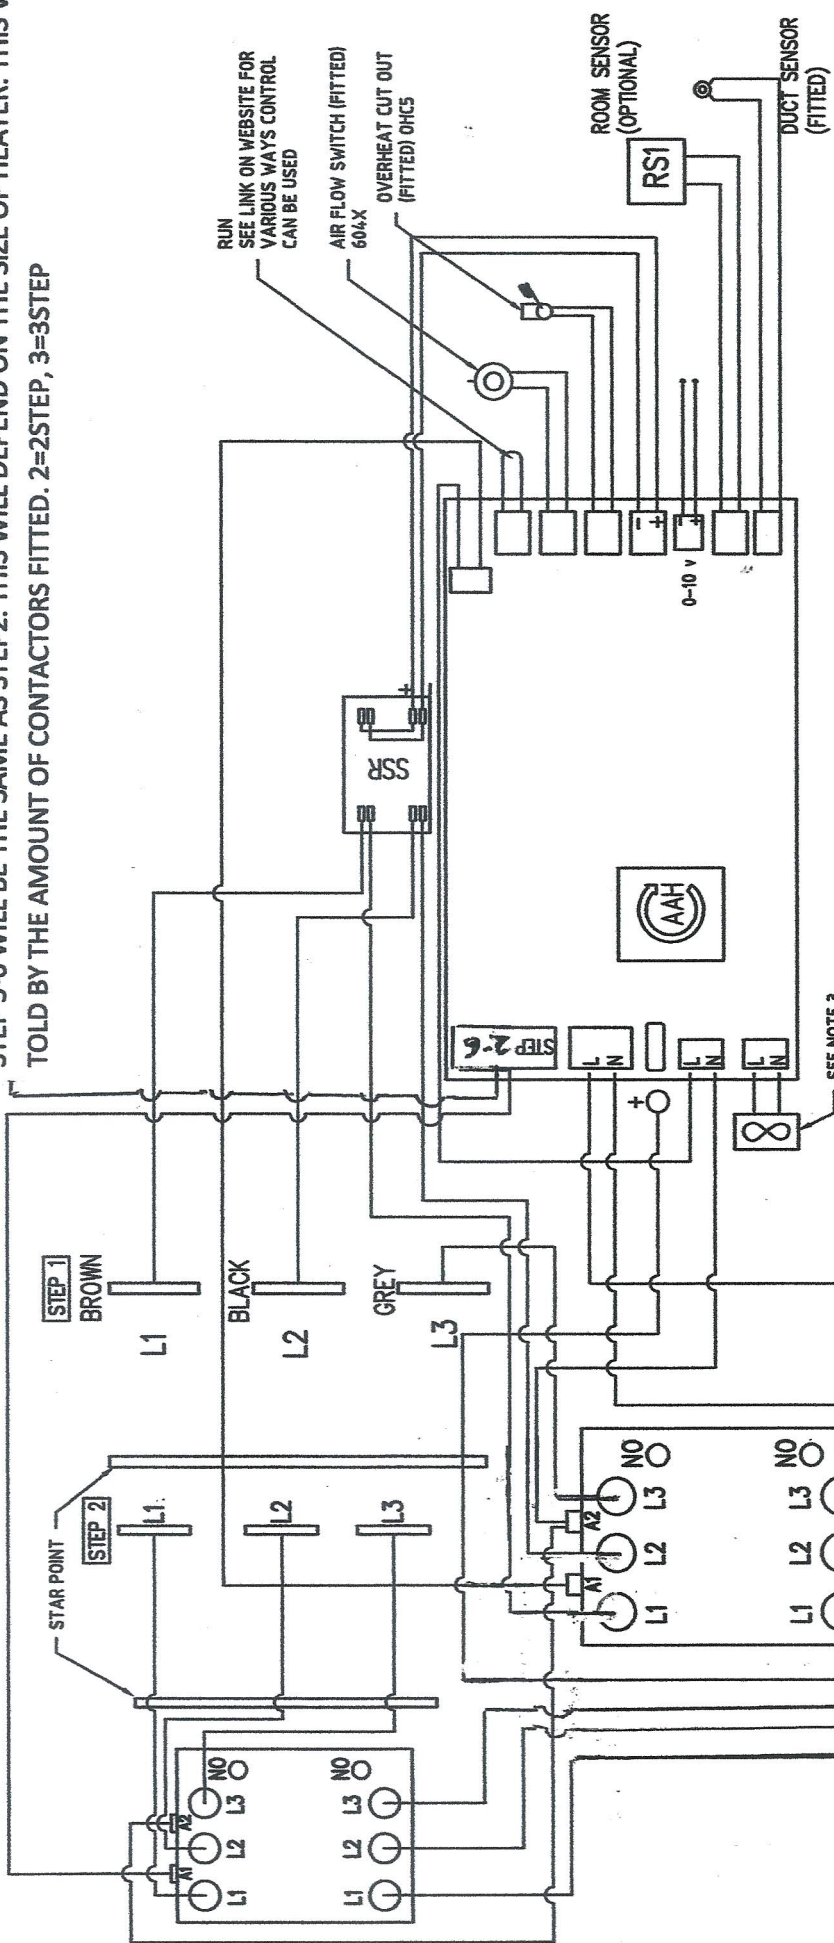 STEP 3-6 WILL BE THE SAME AS STEP 2. THIS WILL DEPEND ON THE SIZE OF HEATER. THIS
TOLD BY THE AMOUNT OF CONTACTORS FITTED. 2=2STEP, 3=3STEP
STAR POINT
STEP 2
L1
L2
L3
STEP 1
BROWN
L1
BLACK
L2
GREY
L3
RUN
SEE LINK ON WEBSITE FOR
VARIOUS WAYS CONTROL
CAN BE USED
AIR FLOW SWITCH (FITTED)
604X
OVERHEAT CUT OUT
(FITTED) OHC5
ROOM SENSOR
(OPTIONAL)
RS1
DUCT SENSOR
(FITTED)
SSR
+
STEP 2-6
L
N
L
N
L
N
+
AAH
- +
- +
0-10 v
SEE NOTE 3
A1
A2
L1
L2
L3
NO
L1
L2
L3
NO
A1
A2
L1
L2
L3
NO
L1
L2
L3
NO